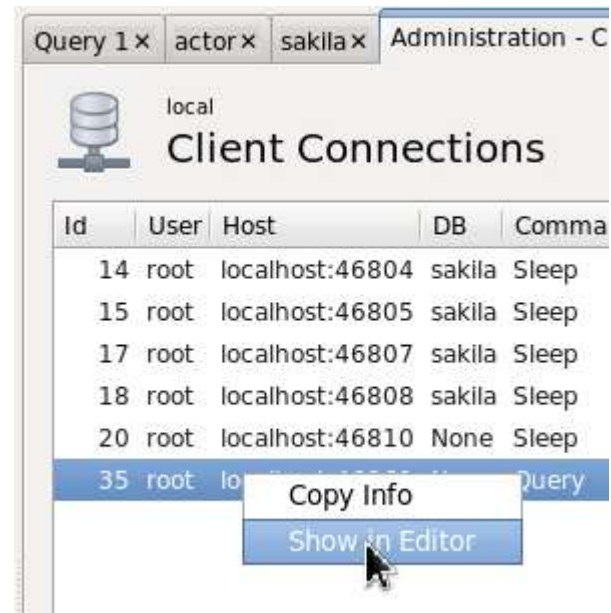 Query 1× actor× sakila× Administration - C
local
Client Connections
Id User Host DB Comma
14 root localhost:46804 sakila Sleep
15 root localhost:46805 sakila Sleep
17 root localhost:46807 sakila Sleep
18 root localhost:46808 sakila Sleep
20 root localhost:46810 None Sleep
35 root Query
Copy Info
Show in Editor